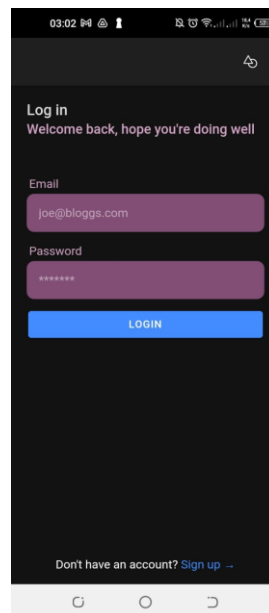 03:02
Log in
Welcome back, hope you're doing well
Email
joe@bloggs.com
Password
*******
LOGIN
Don't have an account? Sign up →